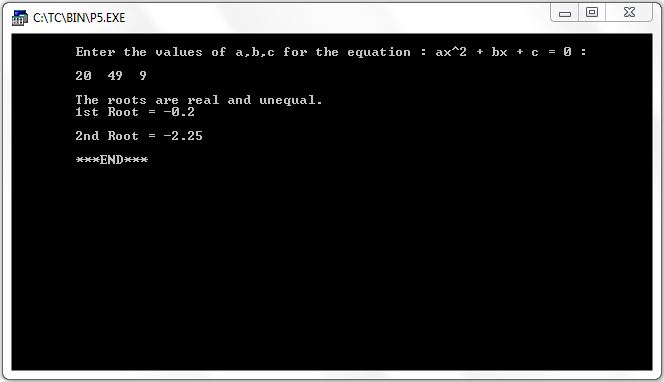 C:\TC\BIN\P5.EXE
Enter the values of a,b,c for the equation : ax^2 + bx + c = 0 :
20 49 9
The roots are real and unequal.
1st Root = -0.2
2nd Root = -2.25
***END***